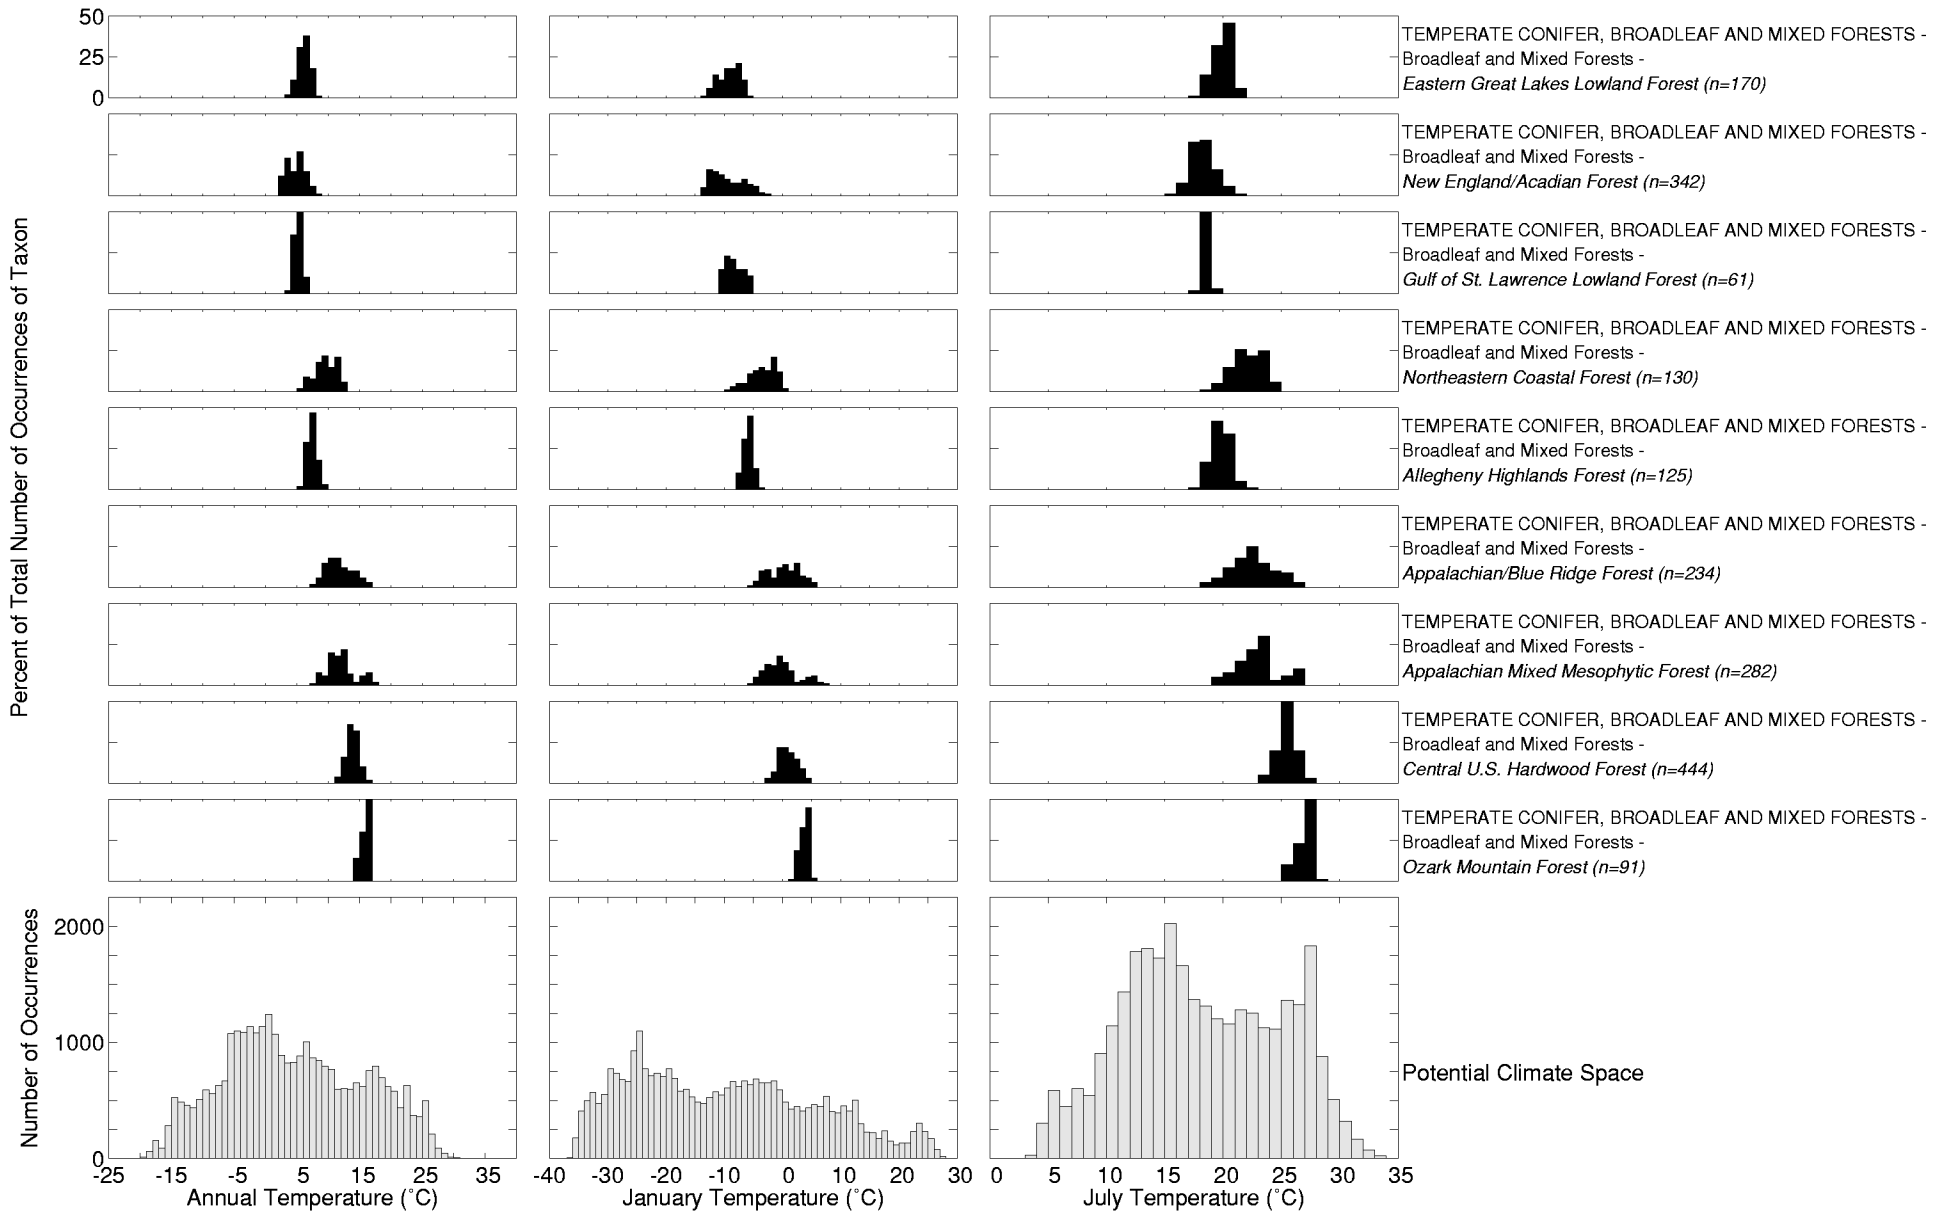 50
25
0
TEMPERATE CONIFER, BROADLEAF AND MIXED FORESTS -
Broadleaf and Mixed Forests -
Eastern Great Lakes Lowland Forest (n=170)
TEMPERATE CONIFER, BROADLEAF AND MIXED FORESTS -
Broadleaf and Mixed Forests -
New England/Acadian Forest (n=342)
TEMPERATE CONIFER, BROADLEAF AND MIXED FORESTS -
Broadleaf and Mixed Forests -
Gulf of St. Lawrence Lowland Forest (n=61)
TEMPERATE CONIFER, BROADLEAF AND MIXED FORESTS -
Broadleaf and Mixed Forests -
Northeastern Coastal Forest (n=130)
TEMPERATE CONIFER, BROADLEAF AND MIXED FORESTS -
Broadleaf and Mixed Forests -
Allegheny Highlands Forest (n=125)
TEMPERATE CONIFER, BROADLEAF AND MIXED FORESTS -
Broadleaf and Mixed Forests -
Appalachian/Blue Ridge Forest (n=234)
TEMPERATE CONIFER, BROADLEAF AND MIXED FORESTS -
Broadleaf and Mixed Forests -
Appalachian Mixed Mesophytic Forest (n=282)
TEMPERATE CONIFER, BROADLEAF AND MIXED FORESTS -
Broadleaf and Mixed Forests -
Central U.S. Hardwood Forest (n=444)
TEMPERATE CONIFER, BROADLEAF AND MIXED FORESTS -
Broadleaf and Mixed Forests -
Ozark Mountain Forest (n=91)
Percent of Total Number of Occurrences of Taxon
Number of Occurrences
2000
1000
0
Potential Climate Space
-25 -15 -5 5 15 25 35
-40 -30 -20 -10 0 10 20 30
0 5 10 15 20 25 30 35
Annual Temperature (˚C)
January Temperature (˚C)
July Temperature (˚C)